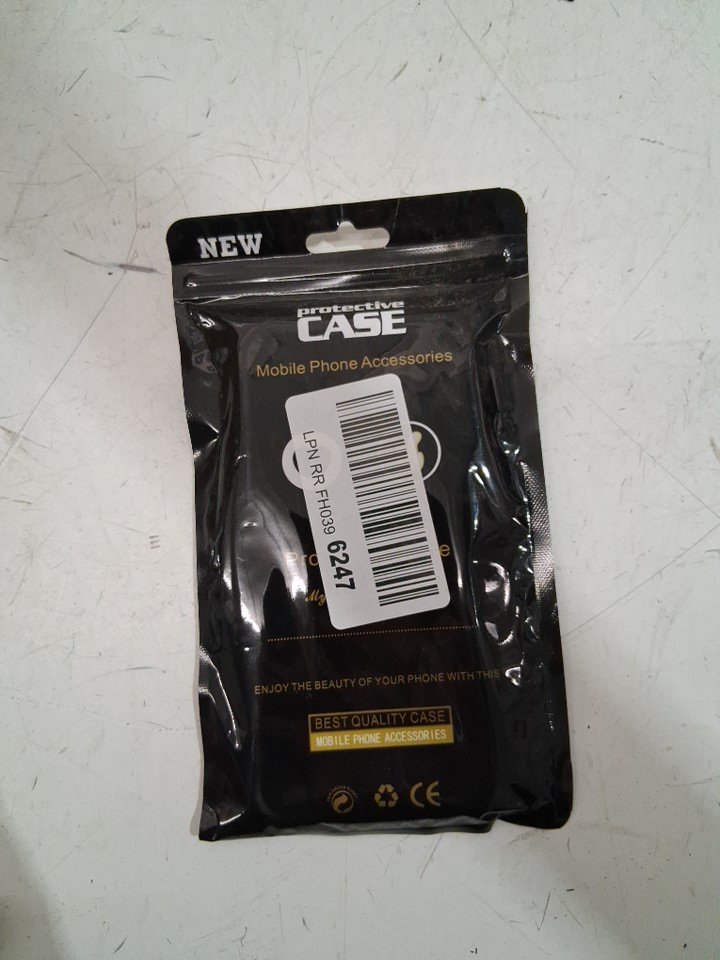 NEW
protective
CASE
Mobile Phone Accessories
LPN RR FH039 6247
My
ENJOY THE BEAUTY OF YOUR PHONE WITH THIS
BEST QUALITY CASE
MOBILE PHONE ACCESSORIES
CE